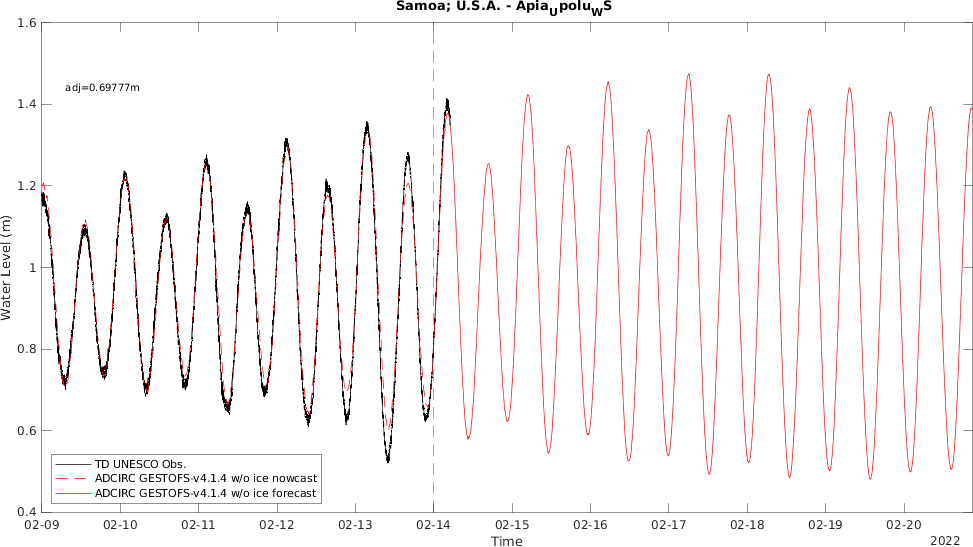 Samoa; U.S.A. - ApiaUpoluWS
1.6
1.4
1.2
1
0.8
0.6
0.4
Water Level (m)
adj=0.69777m
TD UNESCO Obs.
ADCIRC GESTOFS-v4.1.4 w/o ice nowcast
ADCIRC GESTOFS-v4.1.4 w/o ice forecast
02-09 02-10 02-11 02-12 02-13 02-14 02-15 02-16 02-17 02-18 02-19 02-20
Time
2022